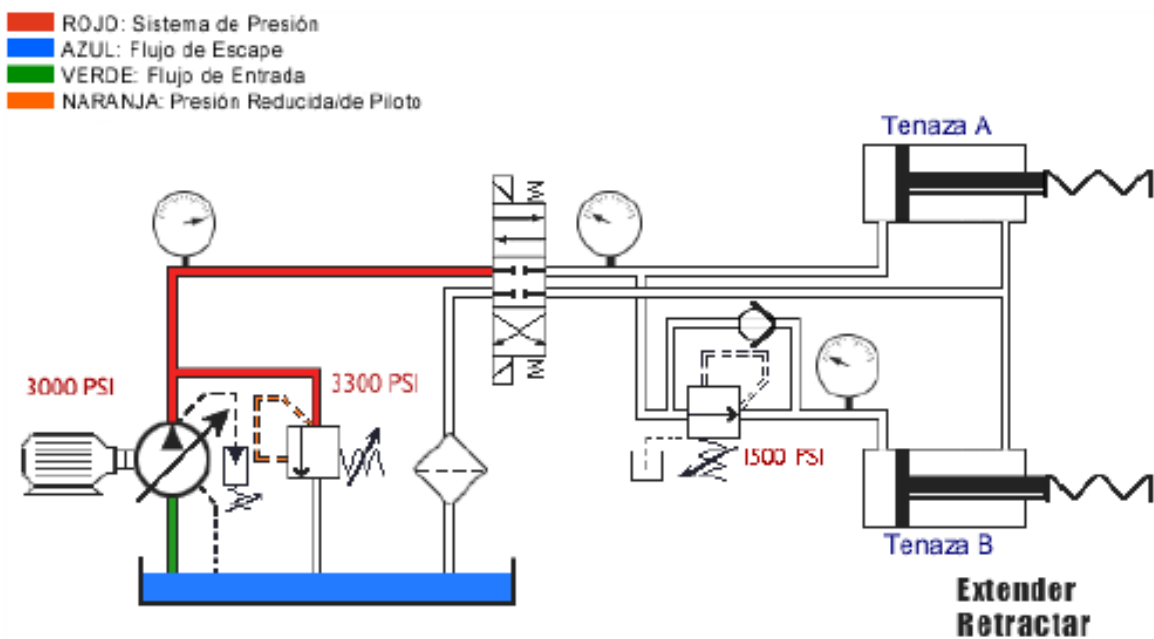 ROJD: Sistema de Presión
AZUL: Flujo de Escape
VERDE: Flujo de Entrada
NARANJA: Presión Reducida/de Piloto
Tenaza A
3000 PSI
3300 PSI
1500 PSI
Tenaza B
Extender
Retractar